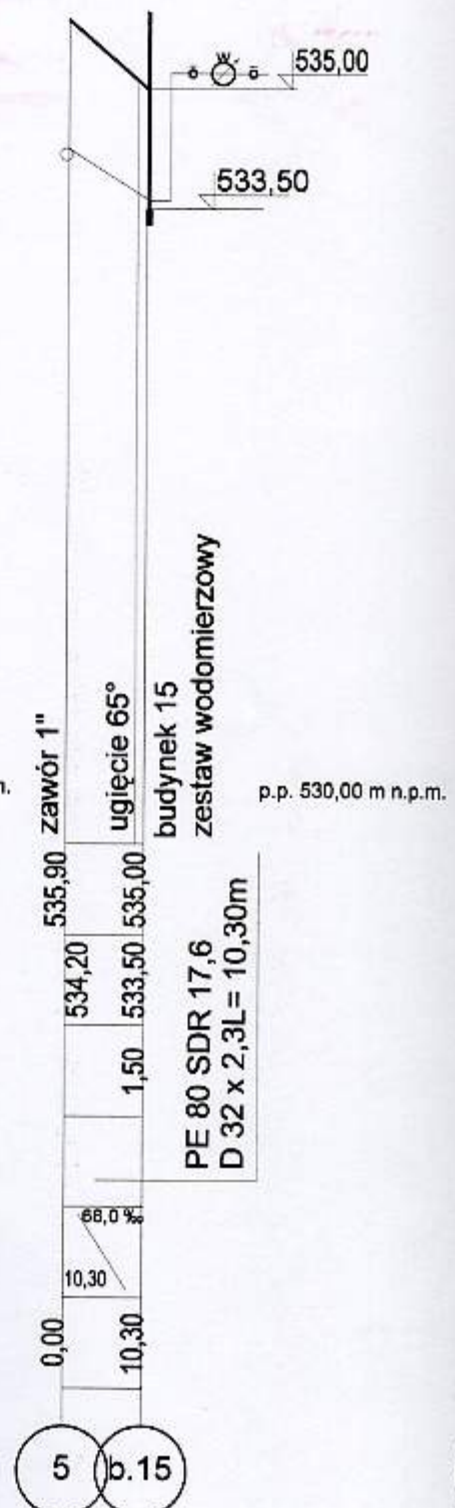 W
535,00
533,50
zawór 1"
ugięcie 65°
budynek 15
zestaw wodomierzowy
p.p. 530,00 m n.p.m.
535,90
535,00
534,20
533,50
1,50
PE 80 SDR 17,6
D 32 x 2,3L= 10,30m
68,0 ‰
10,30
0,00
10,30
5
b.15